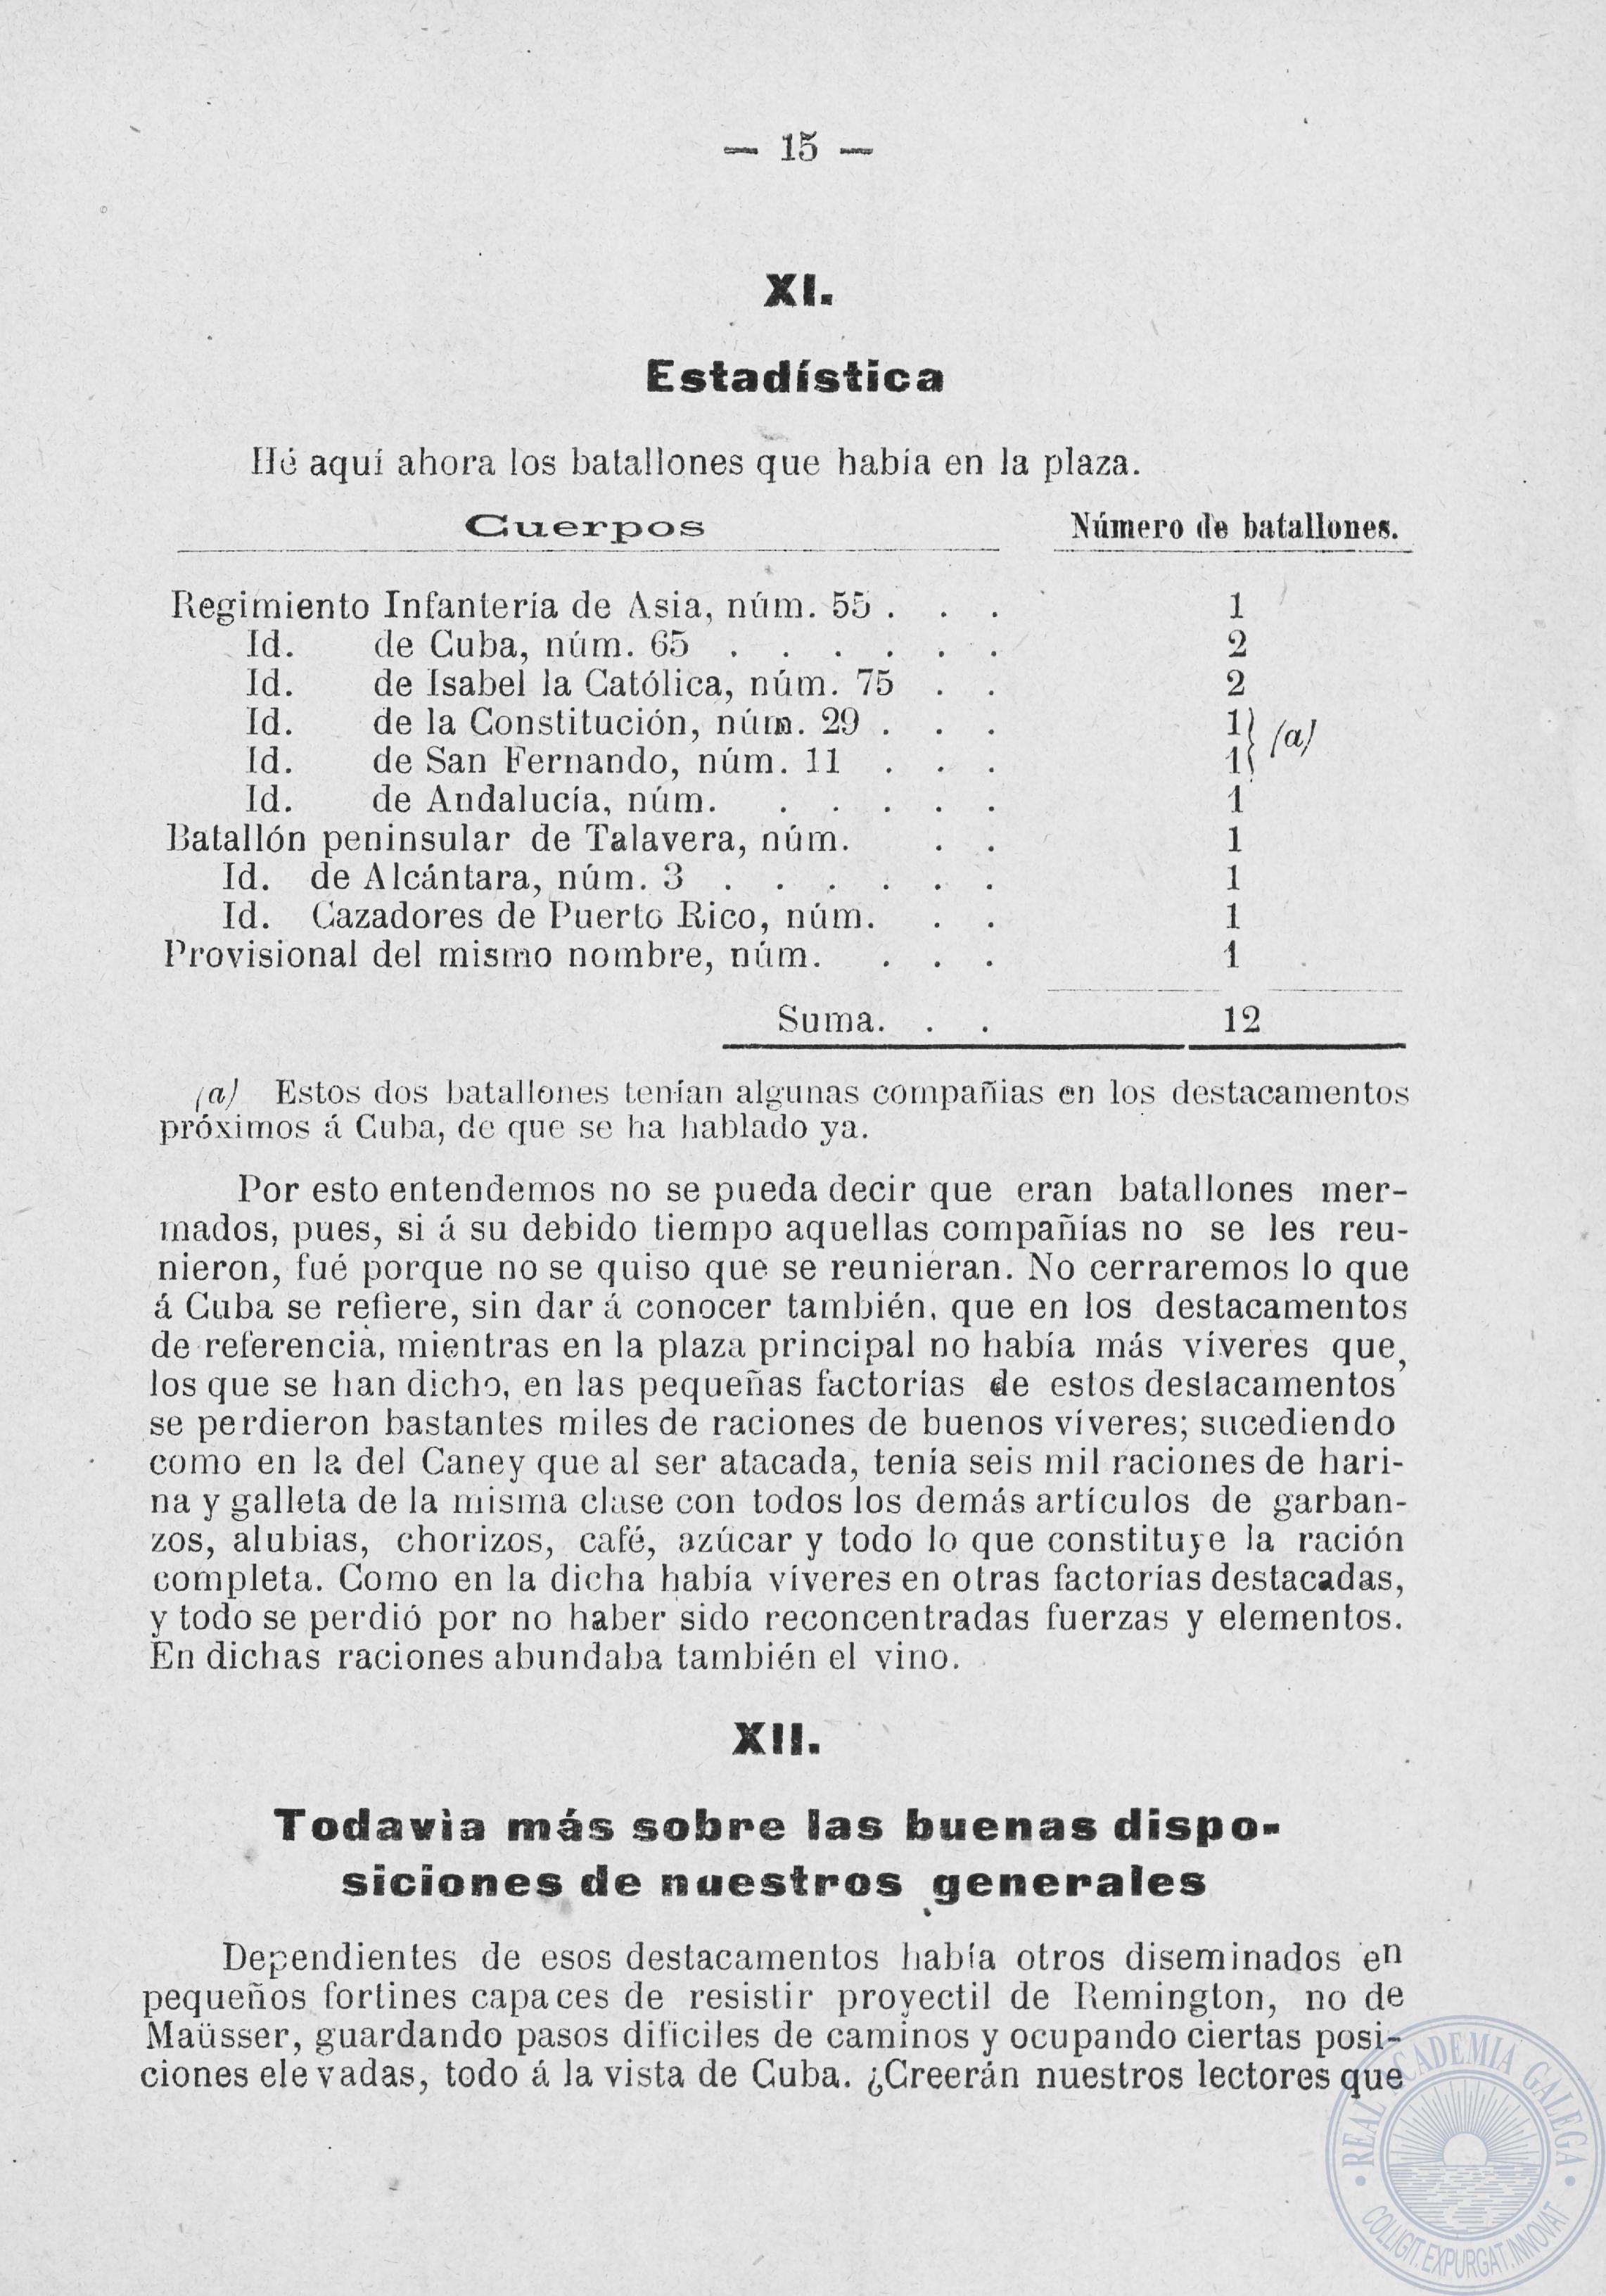 — 15 —
XI.
Estadística
Hé aquí ahora los batallones que había en la plaza.
Cuerpos Número de batallones.
Regimiento Infantería de Asia, núm. 55 . . . 1
Id. de Cuba, núm. 65 . . . . . . 2
Id. de Isabel la Católica, núm. 75 . . 2
Id. de la Constitución, núm. 29 . . . 1 } (a)
Id. de San Fernando, núm. 11 . . . 1
Id. de Andalucía, núm. . . . . . 1
Batallón peninsular de Talavera, núm. . . 1
Id. de Alcántara, núm. 3 . . . . . . 1
Id. Cazadores de Puerto Rico, núm. . . 1
Provisional del mismo nombre, núm. . . . 1
Suma. . . 12
(a) Estos dos batallones tenían algunas compañias en los destacamentos
próximos á Cuba, de que se ha hablado ya.
Por esto entendemos no se pueda decir que eran batallones mer-
mados, pues, si á su debido tiempo aquellas compañías no se les reu-
nieron, fué porque no se quiso que se reunieran. No cerraremos lo que
á Cuba se refiere, sin dar á conocer también, que en los destacamentos
de referencia, mientras en la plaza principal no había más víveres que,
los que se han dicho, en las pequeñas factorías de estos destacamentos
se perdieron bastantes miles de raciones de buenos víveres; sucediendo
como en la del Caney que al ser atacada, tenía seis mil raciones de hari-
na y galleta de la misma clase con todos los demás artículos de garban-
zos, alubias, chorizos, café, azúcar y todo lo que constituye la ración
completa. Como en la dicha había víveres en otras factorías destacadas,
y todo se perdió por no haber sido reconcentradas fuerzas y elementos.
En dichas raciones abundaba también el vino.
XII.
Todavìa más sobre las buenas dispo-
siciones de nuestros generales
Dependientes de esos destacamentos había otros diseminados en
pequeños fortines capaces de resistir proyectil de Remington, no de
Maüsser, guardando pasos difíciles de caminos y ocupando ciertas posi-
ciones elevadas, todo á la vista de Cuba. ¿Creerán nuestros lectores que
REAL ACADEMIA GALEGA
COLLIGIT. EXPURGAT. INNOVAT